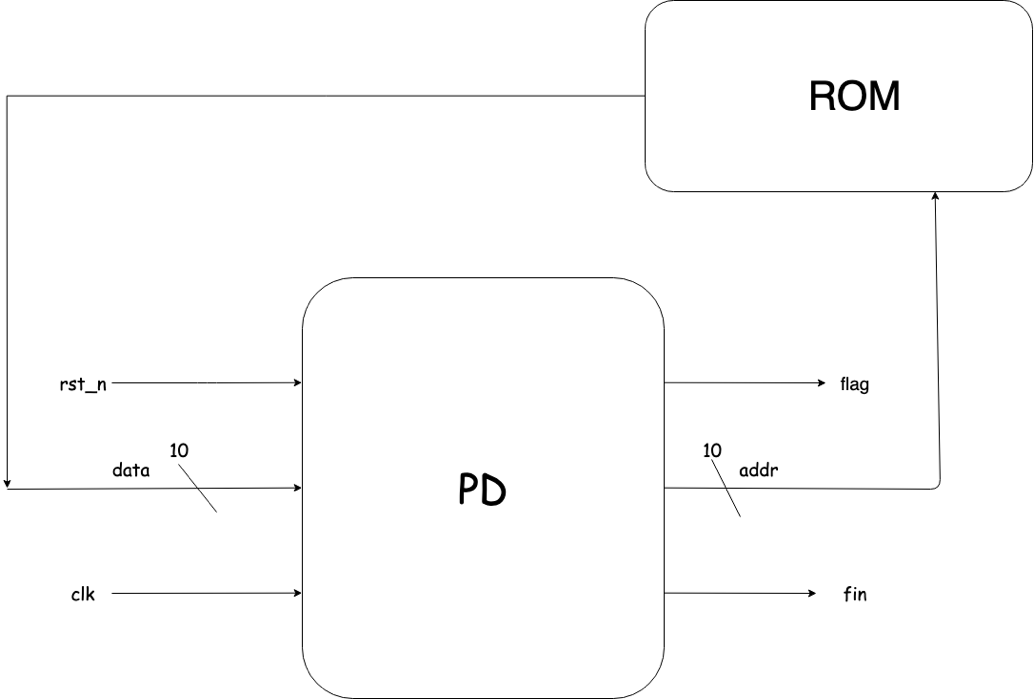 ROM
rst_n
flag
10
data
10
addr
PD
clk
fin